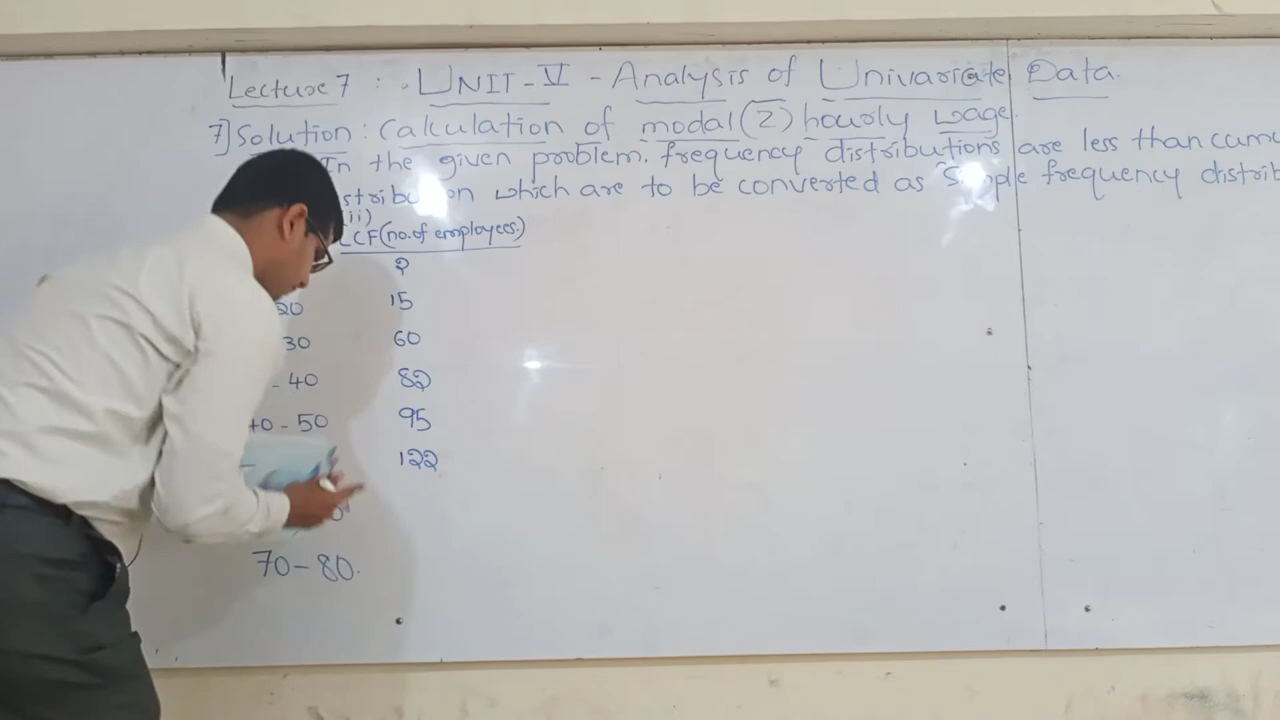 Lecture 7 : UNIT-V - Analysis of Univariate Data.
7] Solution : Calculation of modal (Z) hourly wage.
In the given problem, frequency distributions are less than cumu
which are to be converted as frequency distrib
ii)
LCF (no. of employees.)
2
20 15
30 60
- 40 82
40 - 50 95
122
70 - 80.